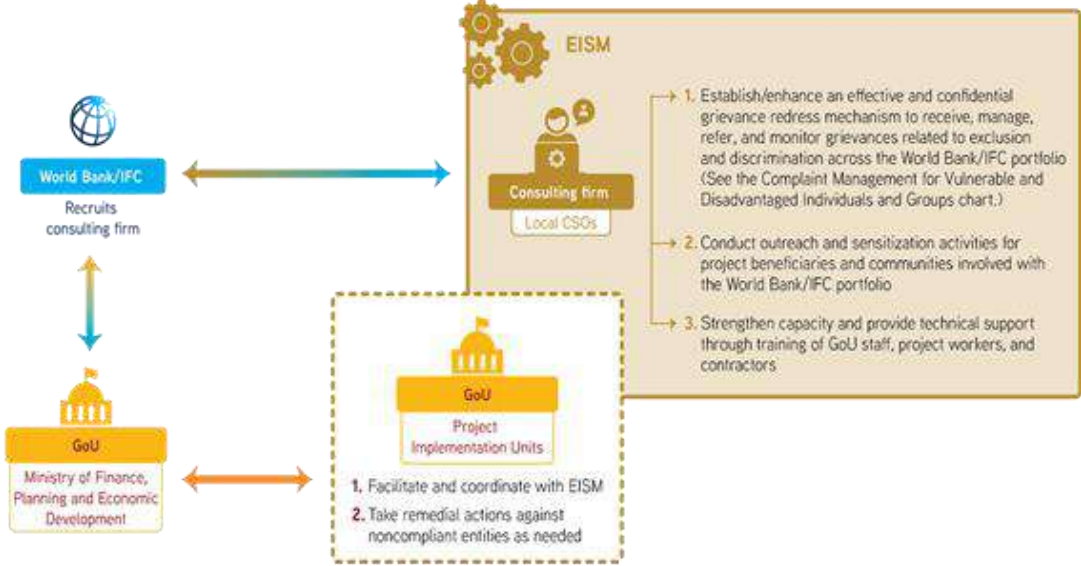 EISM
World Bank/IFC
Recruits
consulting firm
Consulting firm
Local CSOs
1. Establish/enhance an effective and confidential
grievance redress mechanism to receive, manage,
refer, and monitor grievances related to exclusion
and discrimination across the World Bank/IFC portfolio
(See the Complaint Management for Vulnerable and
Disadvantaged Individuals and Groups chart.)
2. Conduct outreach and sensitization activities for
project beneficiaries and communities involved with
the World Bank/IFC portfolio
3. Strengthen capacity and provide technical support
through training of GoU staff, project workers, and
contractors
GoU
Ministry of Finance,
Planning and Economic
Development
GoU
Project
Implementation Units
1. Facilitate and coordinate with EISM
2. Take remedial actions against
noncompliant entities as needed